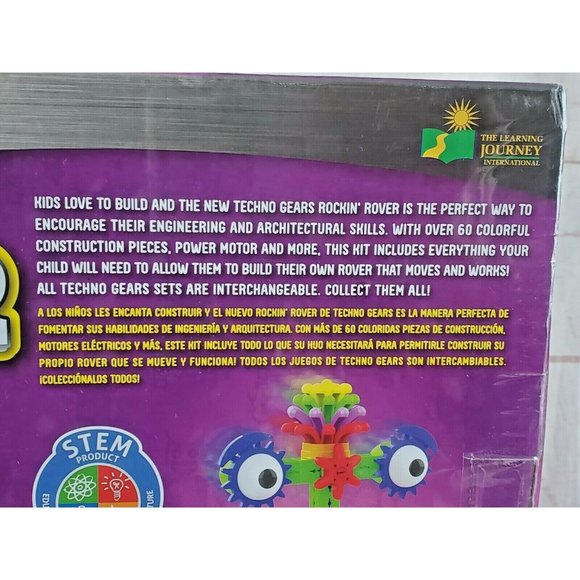 THE LEARNING
JOURNEY
INTERNATIONAL
KIDS LOVE TO BUILD AND THE NEW TECHNO GEARS ROCKIN' ROVER IS THE PERFECT WAY TO
ENCOURAGE THEIR ENGINEERING AND ARCHITECTURAL SKILLS. WITH OVER 60 COLORFUL
CONSTRUCTION PIECES, POWER MOTOR AND MORE, THIS KIT INCLUDES EVERYTHING YOUR
CHILD WILL NEED TO ALLOW THEM TO BUILD THEIR OWN ROVER THAT MOVES AND WORKS!
ALL TECHNO GEARS SETS ARE INTERCHANGEABLE. COLLECT THEM ALL!
A LOS NIÑOS LES ENCANTA CONSTRUIR Y EL NUEVO ROCKIN' ROVER DE TECHNO GEARS ES LA MANERA PERFECTA DE
FOMENTAR SUS HABILIDADES DE INGENIERÍA Y ARQUITECTURA. CON MÁS DE 60 COLORIDAS PIEZAS DE CONSTRUCCIÓN,
MOTORES ELÉCTRICOS Y MÁS, ESTE KIT INCLUYE TODO LO QUE SU HIJO NECESITARÁ PARA PERMITIRLE CONSTRUIR SU
PROPIO ROVER QUE SE MUEVE Y FUNCIONA! TODOS LOS JUEGOS DE TECHNO GEARS SON INTERCAMBIABLES.
¡COLECCIÓNALOS TODOS!
STEM
PRODUCT